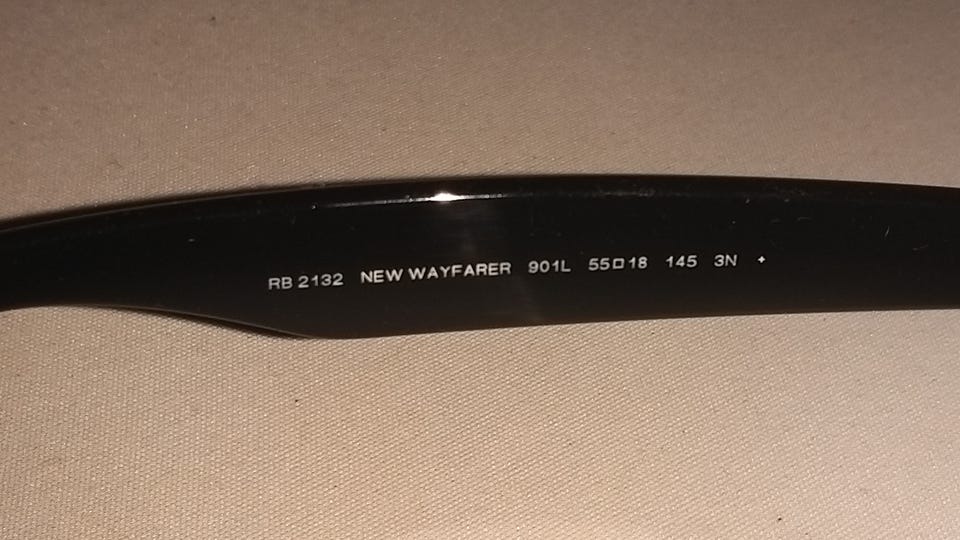 RB 2132 NEW WAYFARER 901L 55□18 145 3N +